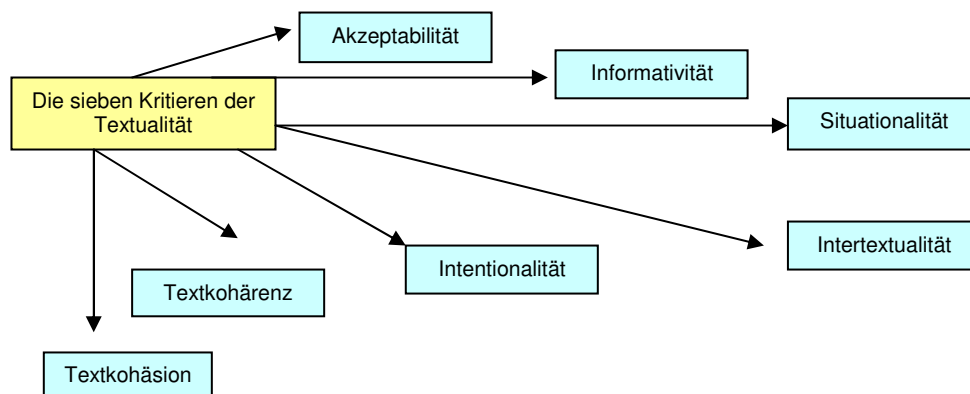 Akzeptabilität
Informativität
Die sieben Kritieren der
Textualität
Situationalität
Intertextualität
Intentionalität
Textkohärenz
Textkohäsion